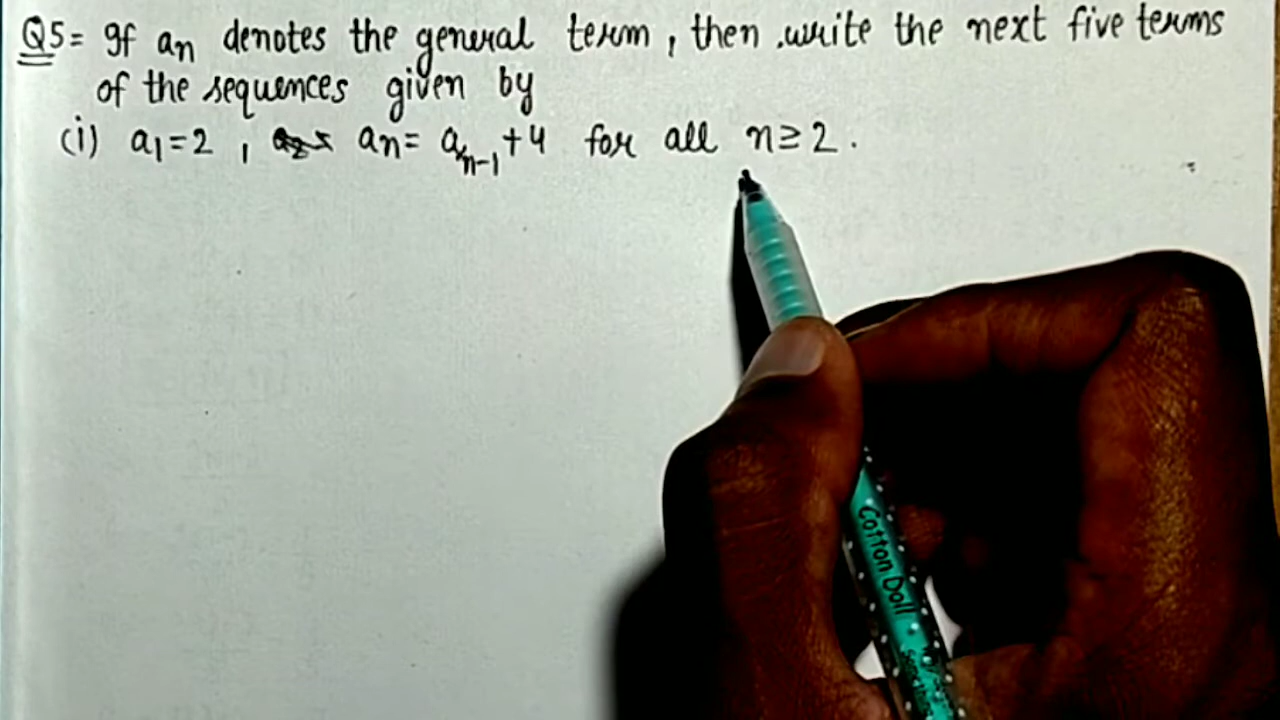 Q5= If an denotes the general term, then write the next five terms
of the sequences given by
(i) a1=2, an= an-1+4 for all n≥2.
Cotton Doll